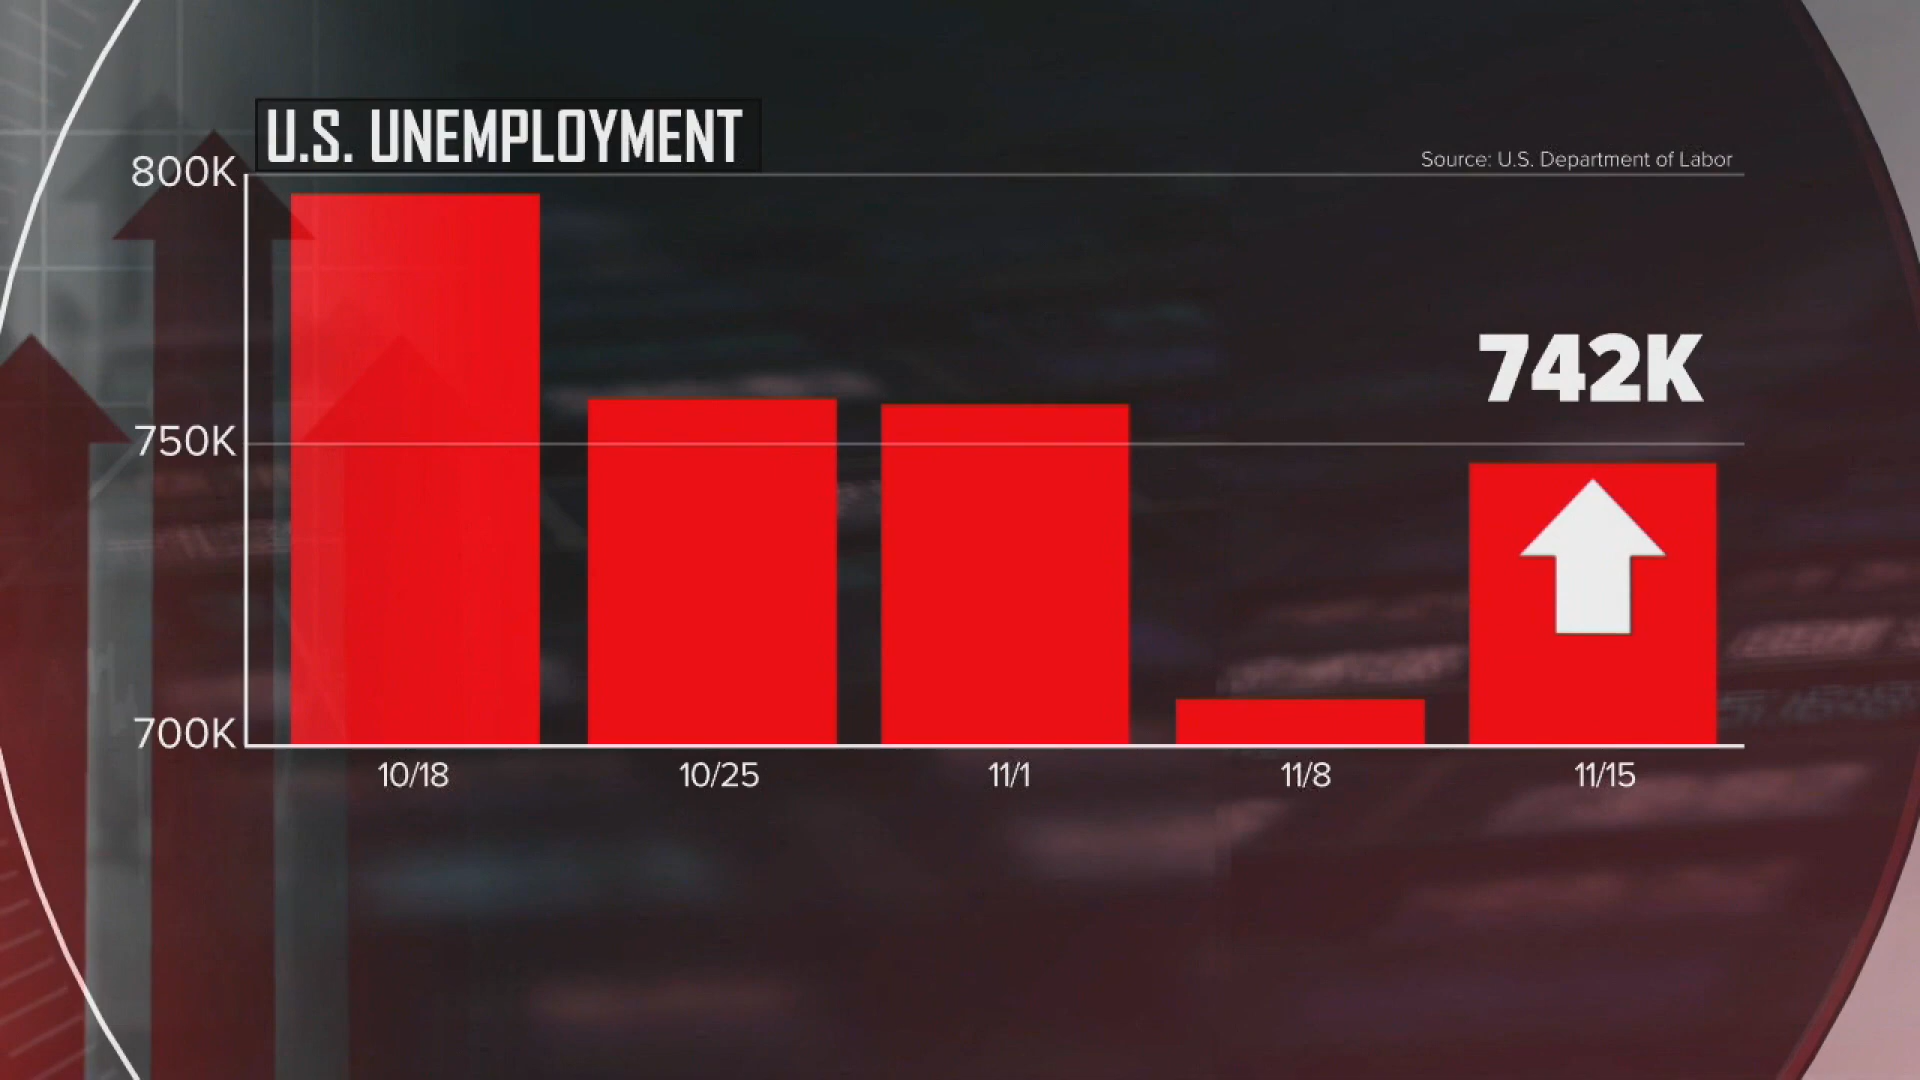 U.S. UNEMPLOYMENT
Source: U.S. Department of Labor
800K
742K
750K
700K
10/18 10/25 11/1 11/8 11/15